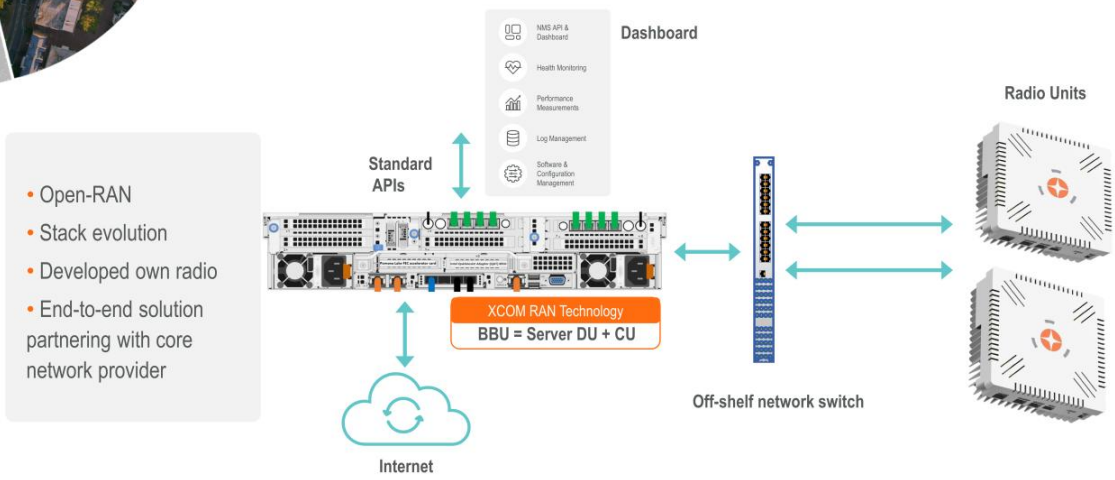 NMS API &
Dashboard
Health Monitoring
Performance
Measurements
Log Management
Software &
Configuration
Management
Dashboard
Radio Units
Standard
APIs
• Open-RAN
• Stack evolution
• Developed own radio
• End-to-end solution
partnering with core
network provider
XCOM RAN Technology
BBU = Server DU + CU
Off-shelf network switch
Internet